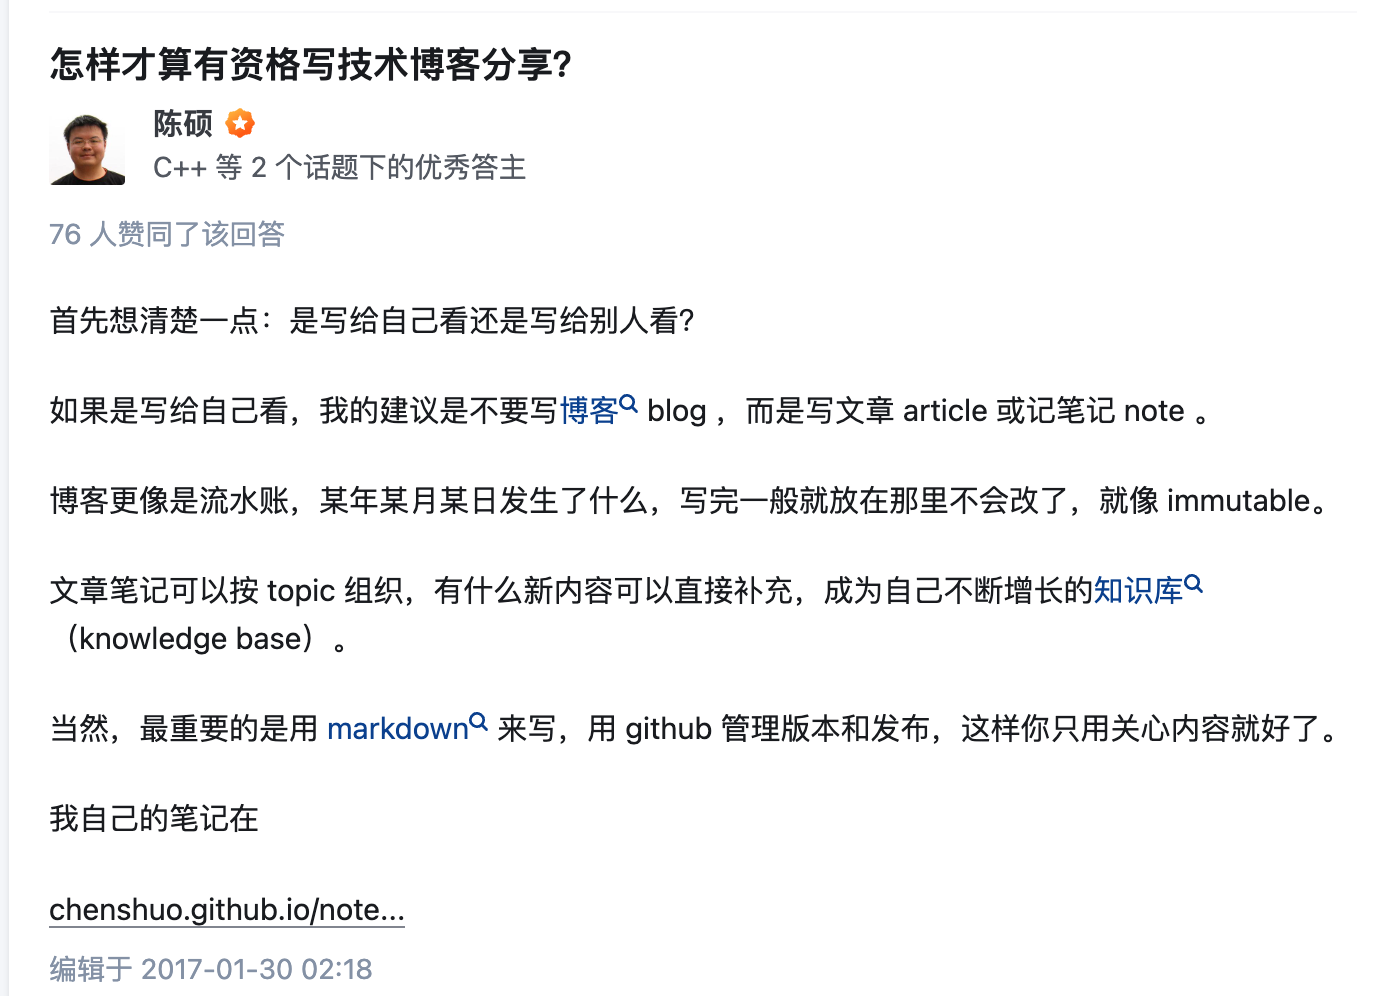 怎样才算有资格写技术博客分享?
陈硕
C++ 等 2 个话题下的优秀答主
76 人赞同了该回答
首先想清楚一点：是写给自己看还是写给别人看?
如果是写给自己看，我的建议是不要写博客 blog ，而是写文章 article 或记笔记 note 。
博客更像是流水账，某年某月某日发生了什么，写完一般就放在那里不会改了，就像 immutable。
文章笔记可以按 topic 组织，有什么新内容可以直接补充，成为自己不断增长的知识库
（knowledge base）。
当然，最重要的是用 markdown 来写，用 github 管理版本和发布，这样你只用关心内容就好了。
我自己的笔记在
chenshuo.github.io/note...
编辑于 2017-01-30 02:18